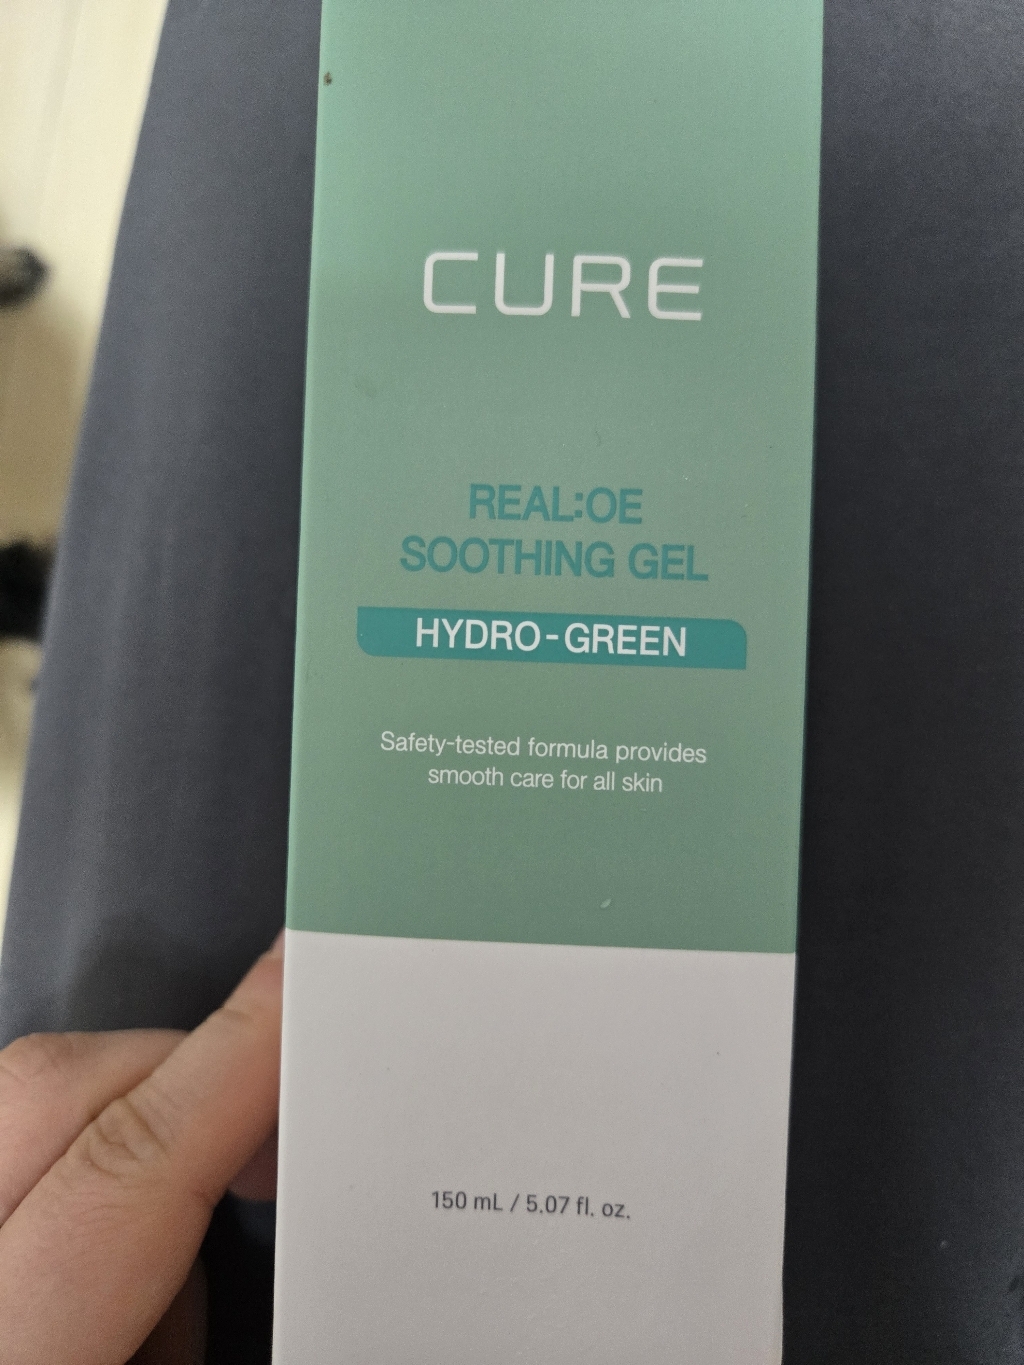 CURE
REAL:OE
SOOTHING GEL
HYDRO-GREEN
Safety-tested formula provides
smooth care for all skin
150 mL / 5.07 fl. oz.